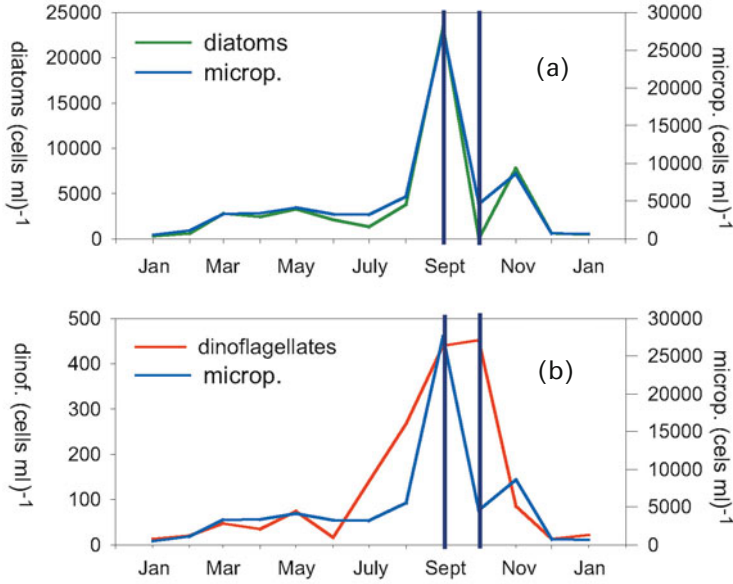 diatoms (cells ml)-1
25000
20000
15000
10000
5000
0
diatoms
microp.
(a)
30000
25000
20000
15000
10000
5000
0
microp. (cells ml)-1
Jan Mar May July Sept Nov Jan
dinof. (cells ml)-1
500
400
300
200
100
0
dinoflagellates
microp.
(b)
30000
25000
20000
15000
10000
5000
0
microp. (cels ml)-1
Jan Mar May July Sept Nov Jan